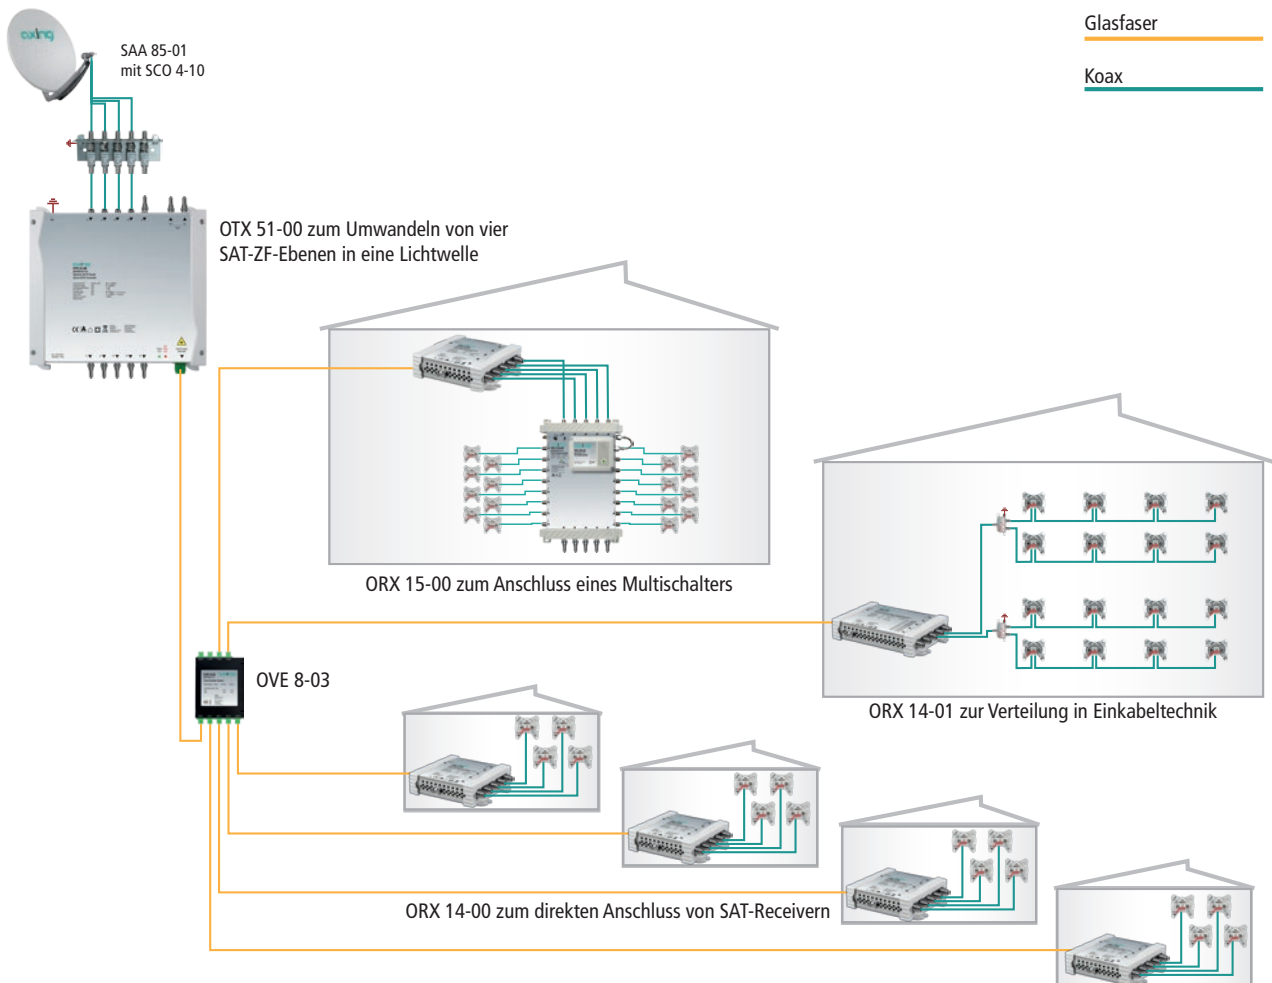 Glasfaser
Koax
axing
SAA 85-01
mit SCO 4-10
OTX 51-00 zum Umwandeln von vier
SAT-ZF-Ebenen in eine Lichtwelle
ORX 15-00 zum Anschluss eines Multischalters
ORX 14-01 zur Verteilung in Einkabeltechnik
OVE 8-03
ORX 14-00 zum direkten Anschluss von SAT-Receivern